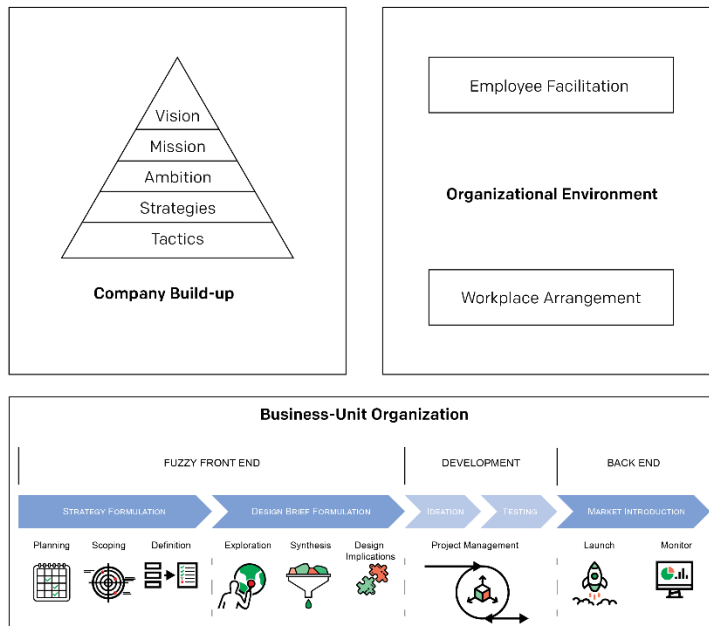 Vision
Mission
Ambition
Strategies
Tactics
Company Build-up
Employee Facilitation
Organizational Environment
Workplace Arrangement
Business-Unit Organization
FUZZY FRONT END
DEVELOPMENT
BACK END
STRATEGY FORMULATION
DESIGN BRIEF FORMULATION
IDEATION
TESTING
MARKET INTRODUCTION
Planning
Scoping
Definition
Exploration
Synthesis
Design
Implications
Project Management
Launch
Monitor